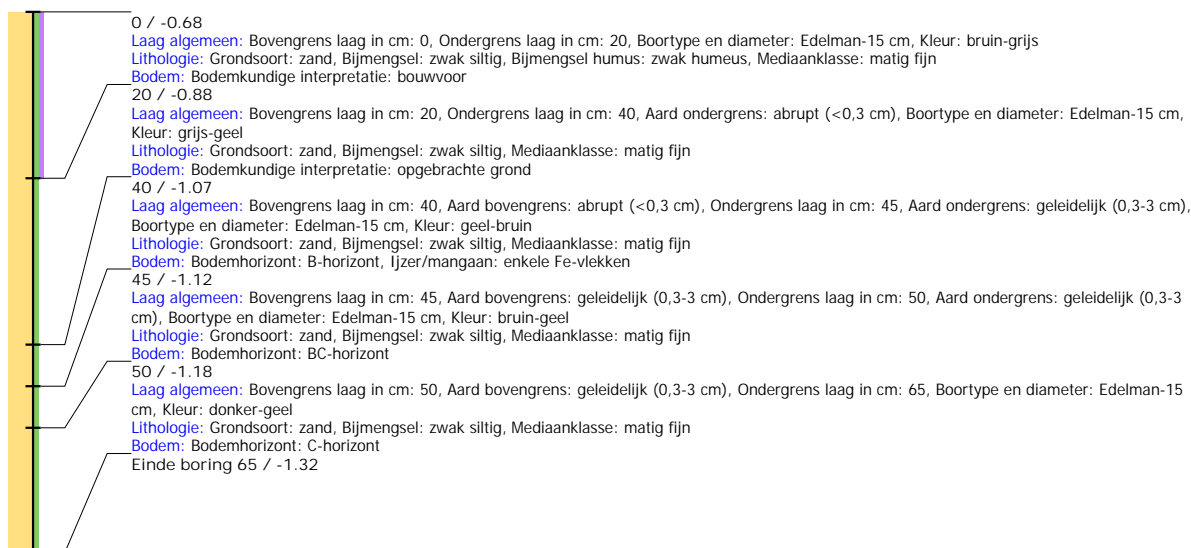 0 / -0.68
Laag algemeen: Bovengrens laag in cm: 0, Ondergrens laag in cm: 20, Boortype en diameter: Edelman-15 cm, Kleur: bruin-grijs
Lithologie: Grondsoort: zand, Bijmengsel: zwak siltig, Bijmengsel humus: zwak humeus, Mediaanklasse: matig fijn
Bodem: Bodemkundige interpretatie: bouwvoor
20 / -0.88
Laag algemeen: Bovengrens laag in cm: 20, Ondergrens laag in cm: 40, Aard ondergrens: abrupt (<0,3 cm), Boortype en diameter: Edelman-15 cm,
Kleur: grijs-geel
Lithologie: Grondsoort: zand, Bijmengsel: zwak siltig, Mediaanklasse: matig fijn
Bodem: Bodemkundige interpretatie: opgebrachte grond
40 / -1.07
Laag algemeen: Bovengrens laag in cm: 40, Aard bovengrens: abrupt (<0,3 cm), Ondergrens laag in cm: 45, Aard ondergrens: geleidelijk (0,3-3 cm),
Boortype en diameter: Edelman-15 cm, Kleur: geel-bruin
Lithologie: Grondsoort: zand, Bijmengsel: zwak siltig, Mediaanklasse: matig fijn
Bodem: Bodemhorizont: B-horizont, Ijzer/mangaan: enkele Fe-vlekken
45 / -1.12
Laag algemeen: Bovengrens laag in cm: 45, Aard bovengrens: geleidelijk (0,3-3 cm), Ondergrens laag in cm: 50, Aard ondergrens: geleidelijk (0,3-3
cm), Boortype en diameter: Edelman-15 cm, Kleur: bruin-geel
Lithologie: Grondsoort: zand, Bijmengsel: zwak siltig, Mediaanklasse: matig fijn
Bodem: Bodemhorizont: BC-horizont
50 / -1.18
Laag algemeen: Bovengrens laag in cm: 50, Aard bovengrens: geleidelijk (0,3-3 cm), Ondergrens laag in cm: 65, Boortype en diameter: Edelman-15
cm, Kleur: donker-geel
Lithologie: Grondsoort: zand, Bijmengsel: zwak siltig, Mediaanklasse: matig fijn
Bodem: Bodemhorizont: C-horizont
Einde boring 65 / -1.32